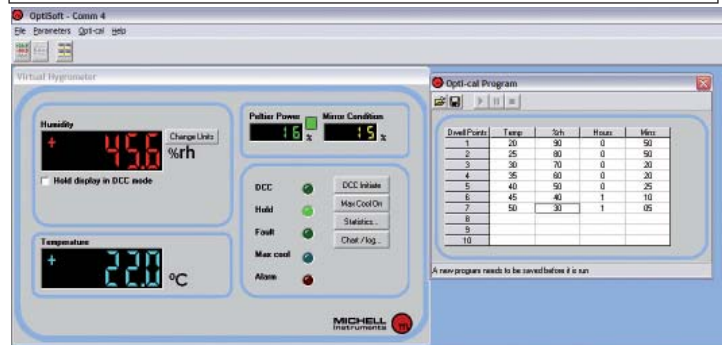 OptiSoft - Comm 4
File Parameters Opti-cal Help
Virtual Hygrometer
Humidity
+ 45.6 %rh
Change Units
Hold display in DCC mode
Temperature
+ 22.0 °C
Peltier Power Mirror Condition
16 % 15 %
DCC DCC Initiate
Hold Max Cool On
Fault Statistics...
Max cool Chart / log...
Alarm
MICHELL
Instruments
Opti-cal Program
Dwell Points Temp %rh Hours Mins
1 20 90 0 50
2 25 80 0 50
3 30 70 0 20
4 35 60 0 20
5 40 50 0 25
6 45 40 1 10
7 50 30 1 05
8
9
10
A new program needs to be saved before it is run